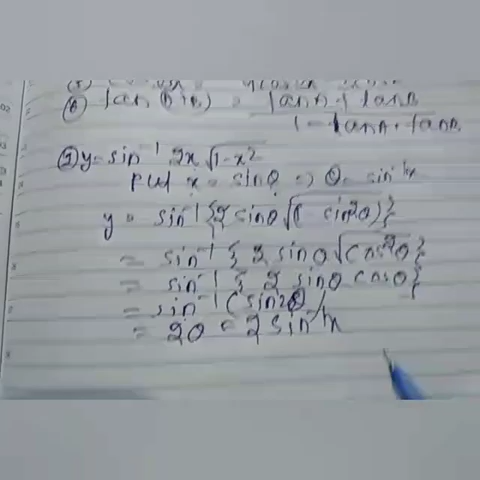 ⑥ tan (A+B) = tanA + tanB
1 - tanA · tanB
① y = sin⁻¹ 2x √1-x²
Put x = sinθ => θ = sin⁻¹x
y = sin⁻¹ {2 sinθ √(1 - sin²θ)}
= sin⁻¹ { 2 sinθ √cos²θ}
= sin⁻¹ { 2 sinθ cosθ}
= sin⁻¹ (sin2θ)
= 2θ = 2 sin⁻¹x